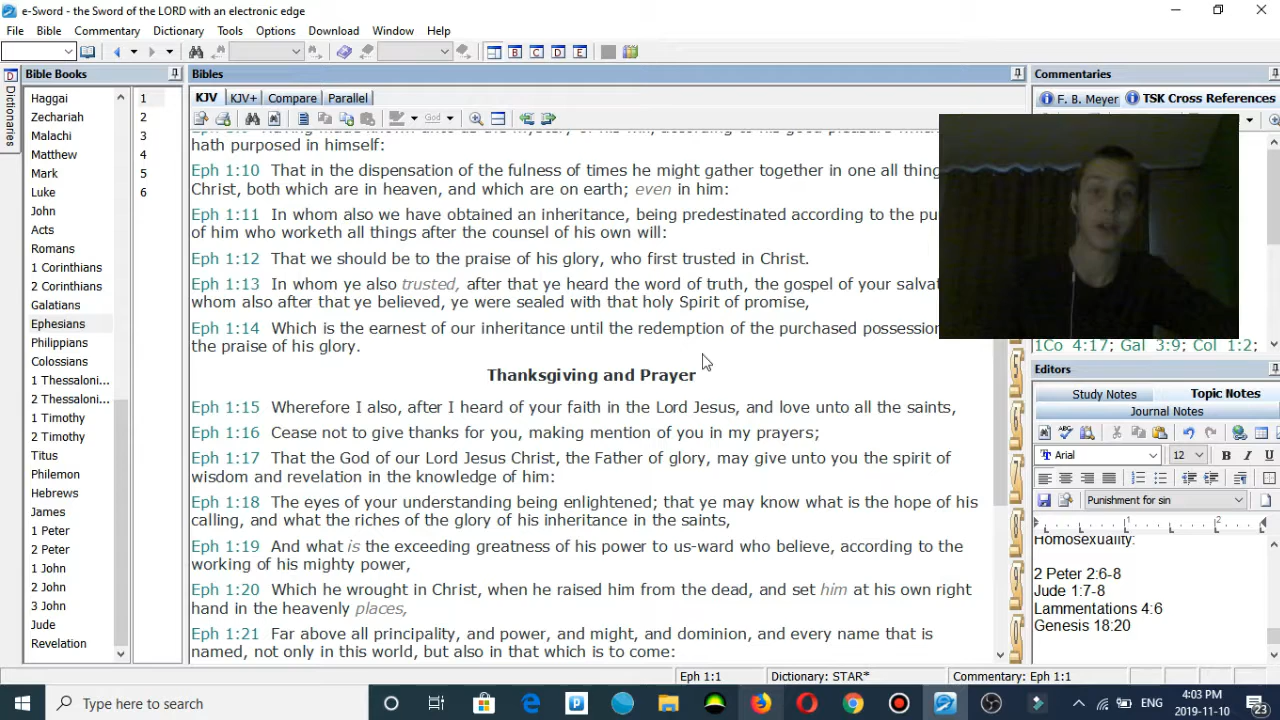 e-Sword - the Sword of the LORD with an electronic edge
File Bible Commentary Dictionary Tools Options Download Window Help
D
Dictionaries
Bible Books
Haggai
Zechariah
Malachi
Matthew
Mark
Luke
John
Acts
Romans
1 Corinthians
2 Corinthians
Galatians
Ephesians
Philippians
Colossians
1 Thessaloni...
2 Thessaloni...
1 Timothy
2 Timothy
Titus
Philemon
Hebrews
James
1 Peter
2 Peter
1 John
2 John
3 John
Jude
Revelation
1
2
3
4
5
6
B C D E
Bibles
KJV KJV+ Compare Parallel
God
hath purposed in himself:
Eph 1:10 That in the dispensation of the fulness of times he might gather together in one all thing
Christ, both which are in heaven, and which are on earth; even in him:
Eph 1:11 In whom also we have obtained an inheritance, being predestinated according to the pu
of him who worketh all things after the counsel of his own will:
Eph 1:12 That we should be to the praise of his glory, who first trusted in Christ.
Eph 1:13 In whom ye also trusted, after that ye heard the word of truth, the gospel of your salvat
whom also after that ye believed, ye were sealed with that holy Spirit of promise,
Eph 1:14 Which is the earnest of our inheritance until the redemption of the purchased possession
the praise of his glory.
Thanksgiving and Prayer
Eph 1:15 Wherefore I also, after I heard of your faith in the Lord Jesus, and love unto all the saints,
Eph 1:16 Cease not to give thanks for you, making mention of you in my prayers;
Eph 1:17 That the God of our Lord Jesus Christ, the Father of glory, may give unto you the spirit of
wisdom and revelation in the knowledge of him:
Eph 1:18 The eyes of your understanding being enlightened; that ye may know what is the hope of his
calling, and what the riches of the glory of his inheritance in the saints,
Eph 1:19 And what is the exceeding greatness of his power to us-ward who believe, according to the
working of his mighty power,
Eph 1:20 Which he wrought in Christ, when he raised him from the dead, and set him at his own right
hand in the heavenly places,
Eph 1:21 Far above all principality, and power, and might, and dominion, and every name that is
named, not only in this world, but also in that which is to come:
Commentaries
F. B. Meyer TSK Cross References
1Co 4:17; Gal 3:9; Col 1:2;
Editors
Study Notes Topic Notes
Journal Notes
Arial 12 B I U
Punishment for sin
1 2
Homosexuality:
2 Peter 2:6-8
Jude 1:7-8
Lammentations 4:6
Genesis 18:20
Eph 1:1 Dictionary: STAR* Commentary: Eph 1:1
Type here to search
ENG
4:03 PM
2019-11-10
23